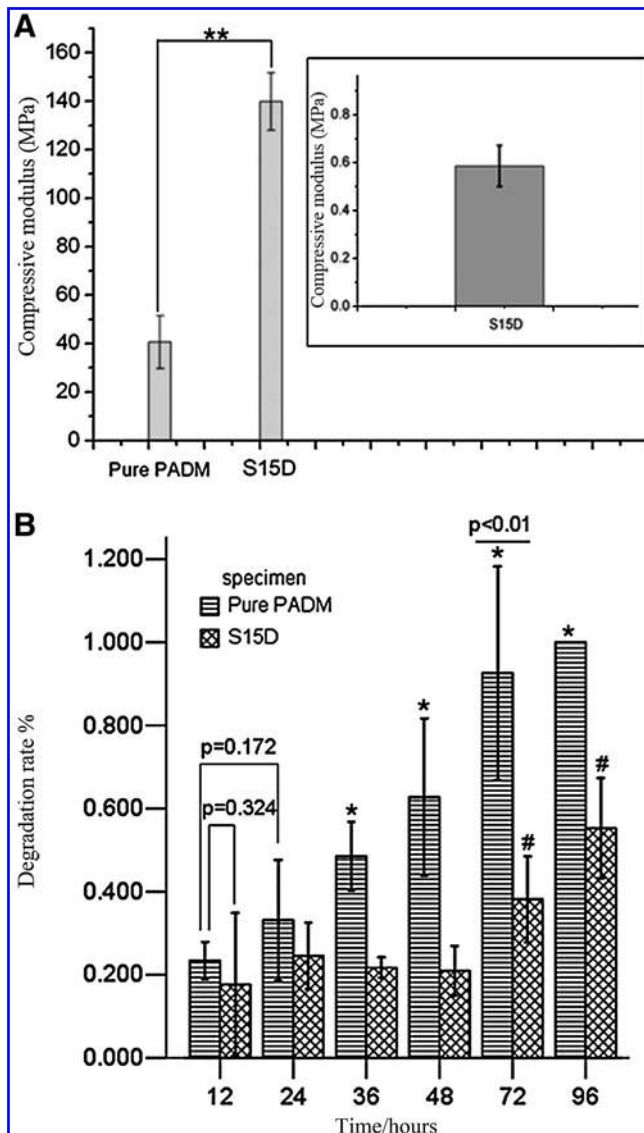 A
**
Compressive modulus (MPa)
160
140
120
100
80
60
40
20
0
Pure PADM
S15D
Compressive modulus (MPa)
0.8
0.6
0.4
0.2
0.0
S15D
B
Degradation rate %
1.200
1.000
0.800
0.600
0.400
0.200
0.000
specimen
Pure PADM
S15D
p=0.172
p=0.324
*
*
p<0.01
*
#
*
#
12 24 36 48 72 96
Time/hours